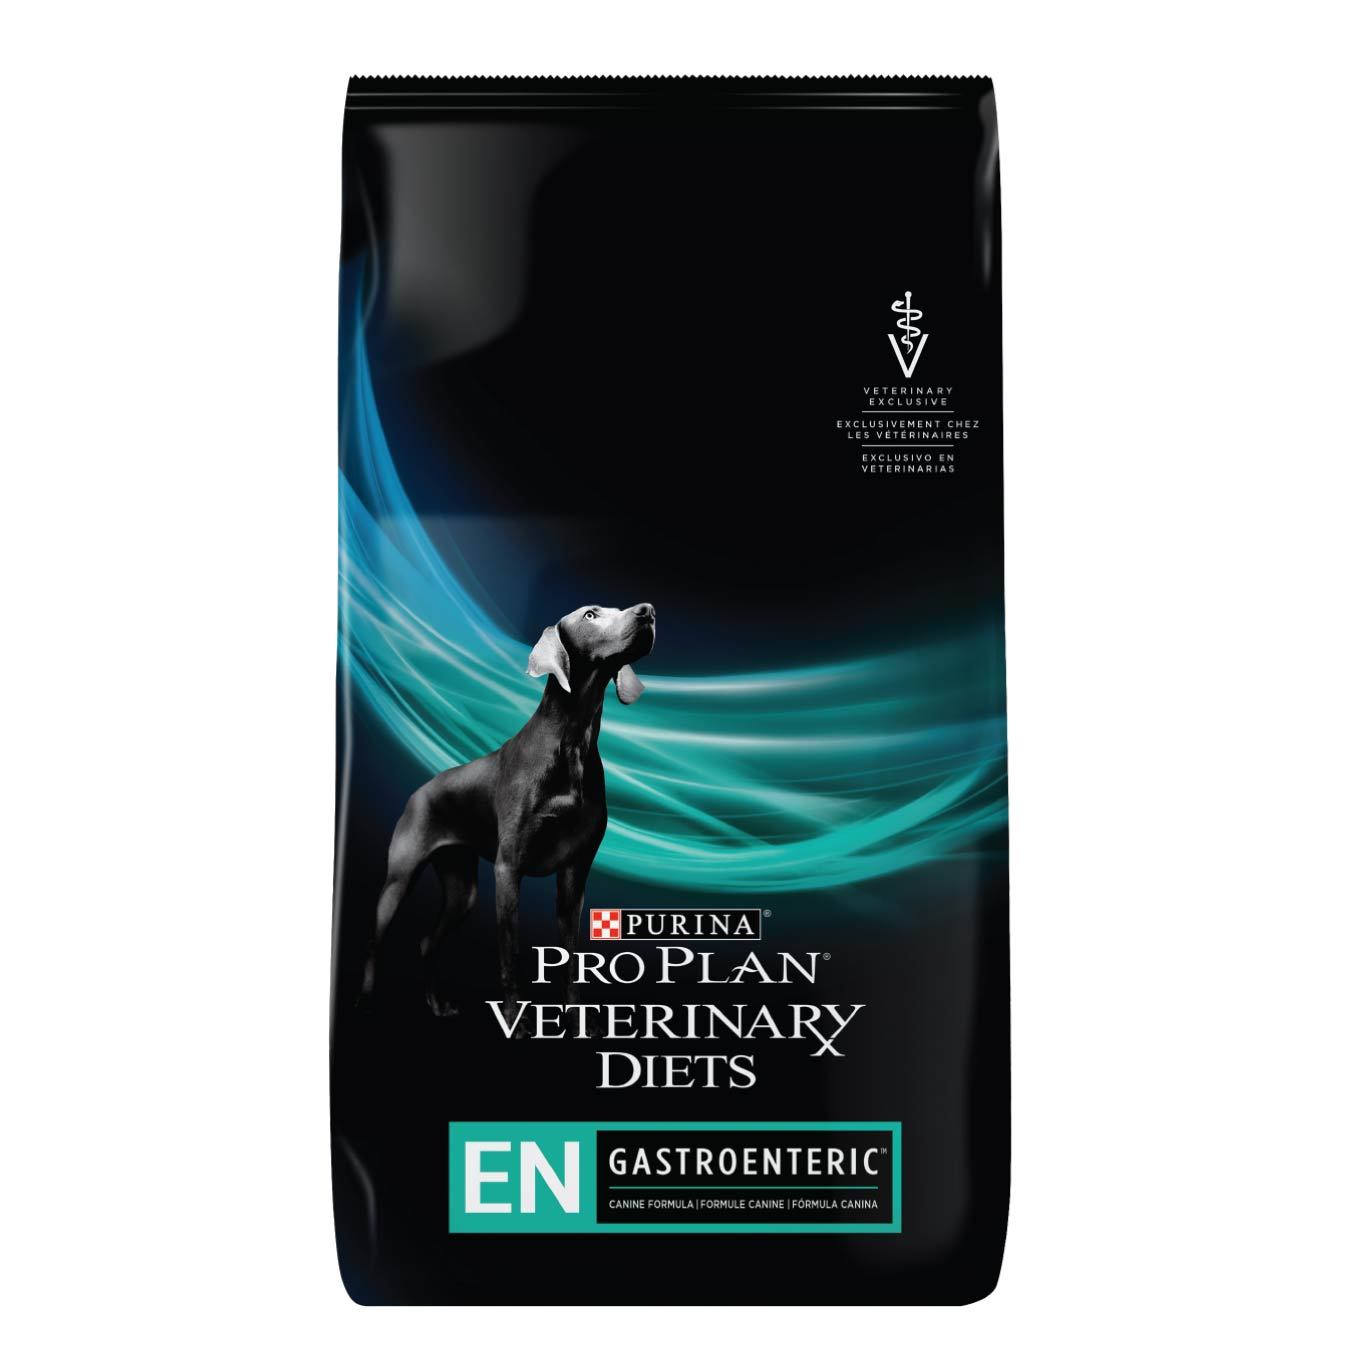 V
VETERINARY
EXCLUSIVE
EXCLUSIVEMENT CHEZ
LES VÉTÉRINAIRES
EXCLUSIVO EN
VETERINARIAS
PURINA®
PRO PLAN®
VETERINARY
DIETS
EN
GASTROENTERIC™
CANINE FORMULA | FORMULE CANINE | FÓRMULA CANINA